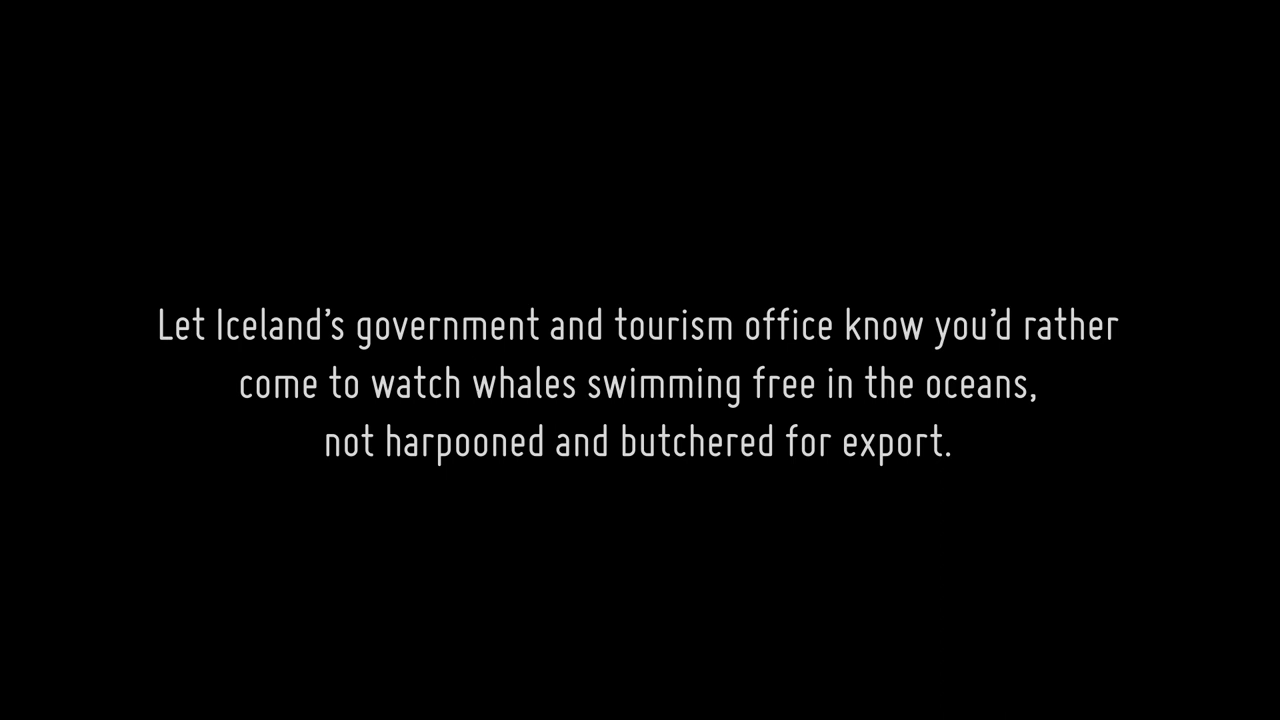 Let Iceland’s government and tourism office know you’d rather
come to watch whales swimming free in the oceans,
not harpooned and butchered for export.